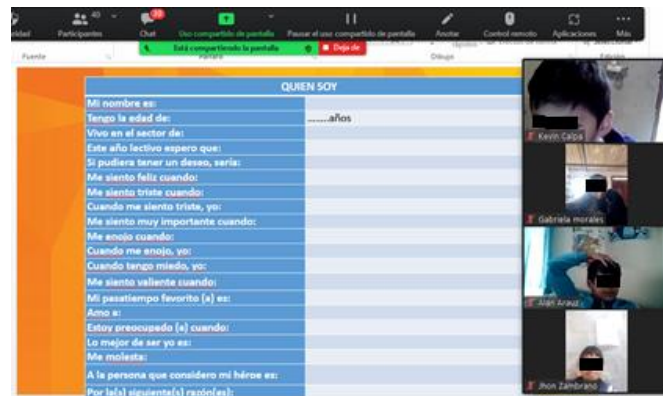 40
30
Participantes
Chat
Uso compartido de pantalla
Pausar el uso compartido de pantalla
Anotar
Control remoto
Aplicaciones
Más
Está compartiendo la pantalla
Deja de
Fuente
Párrafo
Dibujo
QUIEN SOY
Mi nombre es:
Tengo la edad de: ........años
Vivo en el sector de:
Este año lectivo espero que:
Si pudiera tener un deseo, sería:
Me siento feliz cuando:
Me siento triste cuando:
Cuando me siento triste, yo:
Me siento muy importante cuando:
Me enojo cuando:
Cuando me enojo, yo:
Cuando tengo miedo, yo:
Me siento valiente cuando:
Mi pasatiempo favorito (a) es:
Amo a:
Estoy preocupado (a) cuando:
Lo mejor de ser yo es:
Me molesta:
A la persona que considero mi héroe es:
Por la(s) siguiente(s) razón(es):
Kevin Calpa
Gabriela morales
Alan Arauz
Jhon Zambrano